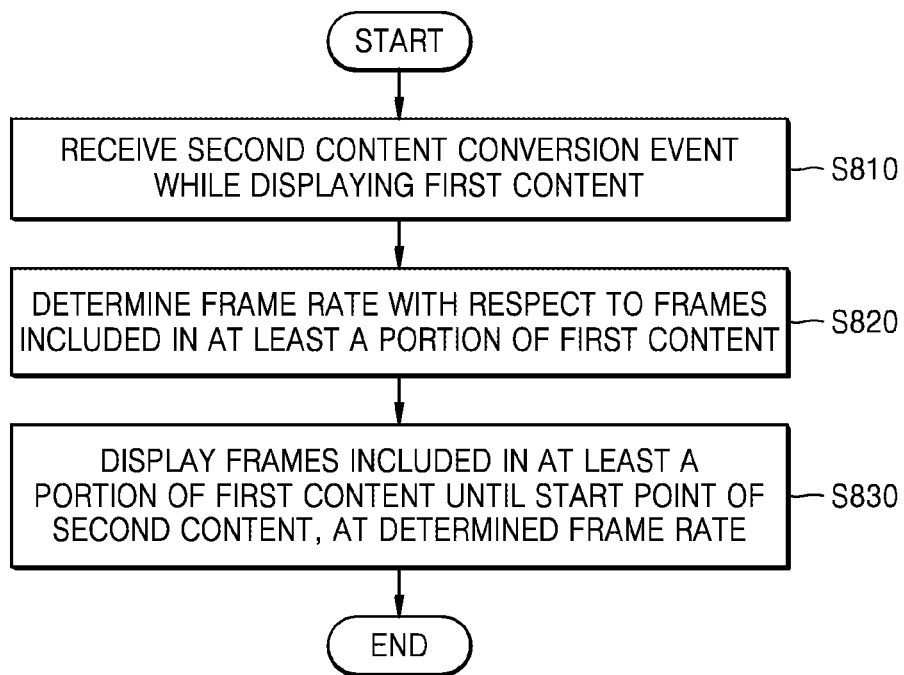 START
RECEIVE SECOND CONTENT CONVERSION EVENT
WHILE DISPLAYING FIRST CONTENT
S810
DETERMINE FRAME RATE WITH RESPECT TO FRAMES
INCLUDED IN AT LEAST A PORTION OF FIRST CONTENT
S820
DISPLAY FRAMES INCLUDED IN AT LEAST A
PORTION OF FIRST CONTENT UNTIL START POINT OF
SECOND CONTENT, AT DETERMINED FRAME RATE
S830
END